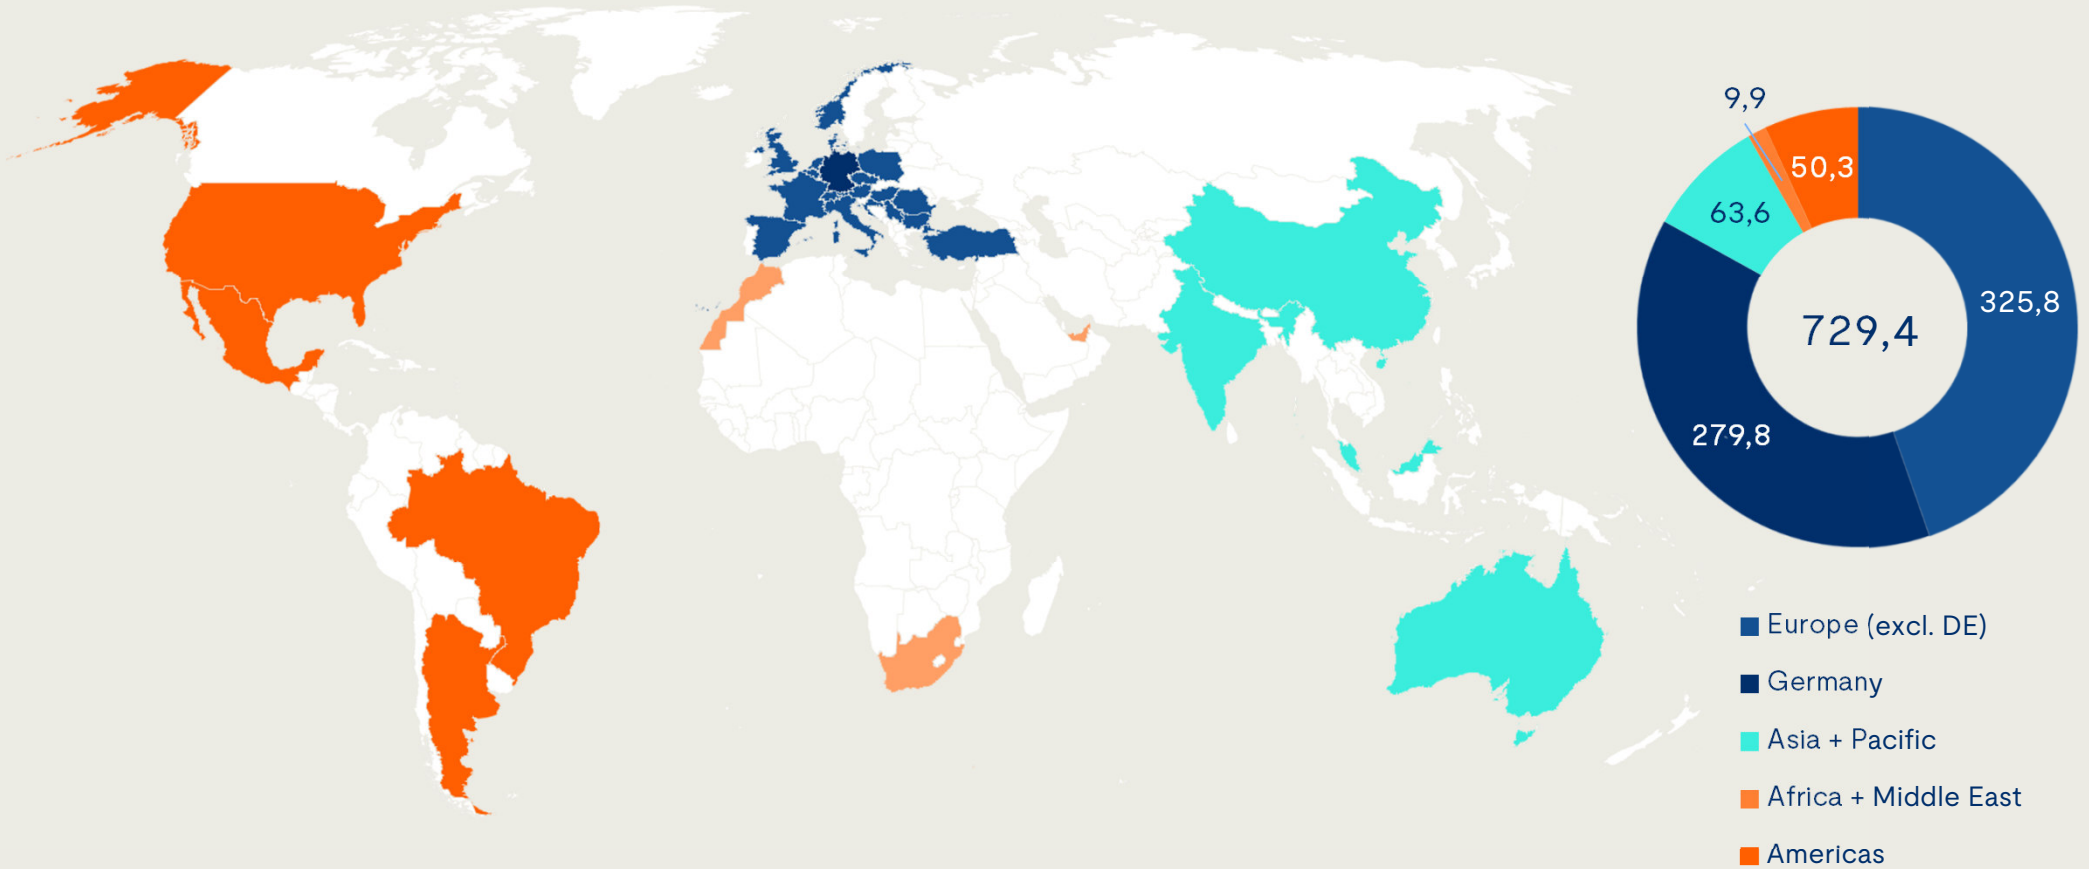 9,9
50,3
63,6
325,8
729,4
279,8
Europe (excl. DE)
Germany
Asia + Pacific
Africa + Middle East
Americas